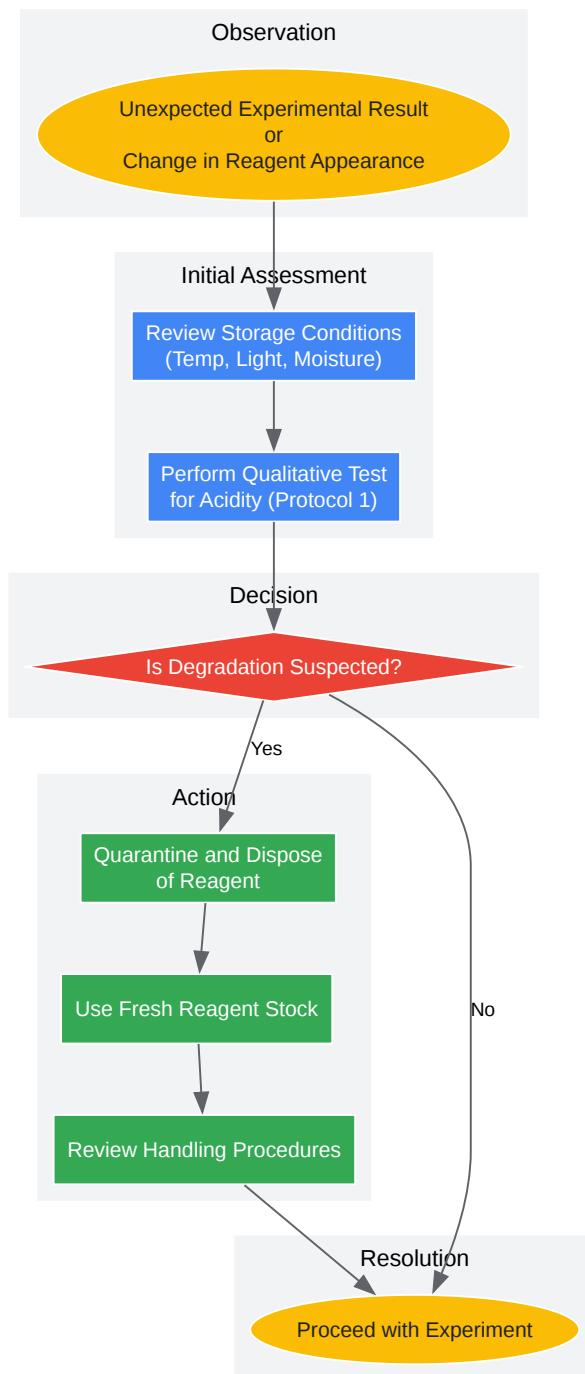 Observation
Unexpected Experimental Result
or
Change in Reagent Appearance
Initial Assessment
Review Storage Conditions
(Temp, Light, Moisture)
Perform Qualitative Test
for Acidity (Protocol 1)
Decision
Is Degradation Suspected?
Yes
Action
Quarantine and Dispose
of Reagent
Use Fresh Reagent Stock
No
Review Handling Procedures
Resolution
Proceed with Experiment